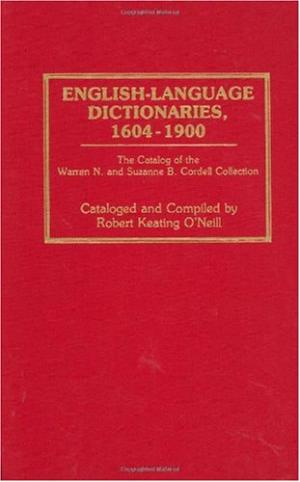 ENGLISH-LANGUAGE
DICTIONARIES,
1604-1900
The Catalog of the
Warren N. and Suzanne B. Cordell Collection
Cataloged and Compiled by
Robert Keating O'Neill